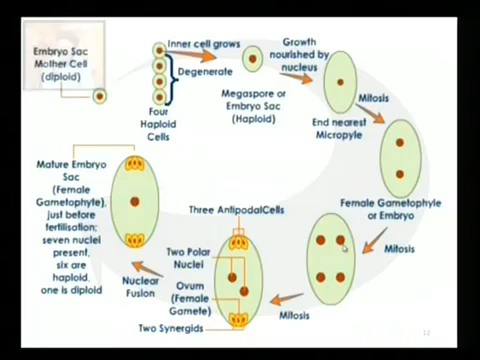 Embryo Sac
Mother Cell
(diploid)
Inner cell grows
Degenerate
Four
Haploid
Cells
Megaspore or
Embryo Sac
(Haploid)
Growth
nourished by
nucleus
End nearest
Micropyle
Mitosis
Female Gametophyle
or Embryo
Mitosis
Mitosis
Three AntipodalCells
Two Polar
Nuclei
Ovum
(Female
Gamete)
Two Synergids
Nuclear
Fusion
Mature Embryo
Sac
(Female
Gametophyte),
just before
fertilisation;
seven nuclei
present,
six are
haploid,
one is diploid
12